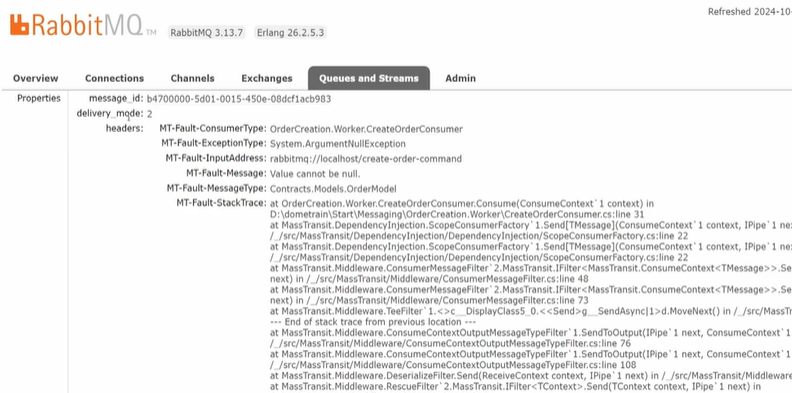 Refreshed 2024-10-
RabbitMQ TM RabbitMQ 3.13.7 Erlang 26.2.5.3
Overview Connections Channels Exchanges Queues and Streams Admin
Properties message_id: b4700000-5d01-0015-450e-08dcf1acb983
delivery_mode: 2
headers: MT-Fault-ConsumerType: OrderCreation.Worker.CreateOrderConsumer
MT-Fault-ExceptionType: System.ArgumentNullException
MT-Fault-InputAddress: rabbitmq://localhost/create-order-command
MT-Fault-Message: Value cannot be null.
MT-Fault-MessageType: Contracts.Models.OrderModel
MT-Fault-StackTrace: at OrderCreation.Worker.CreateOrderConsumer.Consume(ConsumeContext`1 context) in
D:\dometrain\Start\Messaging\OrderCreation.Worker\CreateOrderConsumer.cs:line 31
at MassTransit.DependencyInjection.ScopeConsumerFactory`1.Send[TMessage](ConsumeContext`1 context, IPipe`1 nex
/_/src/MassTransit/DependencyInjection/DependencyInjection/ScopeConsumerFactory.cs:line 22
at MassTransit.DependencyInjection.ScopeConsumerFactory`1.Send[TMessage](ConsumeContext`1 context, IPipe`1 nex
/_/src/MassTransit/DependencyInjection/DependencyInjection/ScopeConsumerFactory.cs:line 22
at MassTransit.Middleware.ConsumerMessageFilter`2.MassTransit.IFilter<MassTransit.ConsumeContext<TMessage>>.Se
next) in /_/src/MassTransit/Middleware/ConsumerMessageFilter.cs:line 48
at MassTransit.Middleware.ConsumerMessageFilter`2.MassTransit.IFilter<MassTransit.ConsumeContext<TMessage>>.Se
next) in /_/src/MassTransit/Middleware/ConsumerMessageFilter.cs:line 73
at MassTransit.Middleware.TeeFilter`1.<>c__DisplayClass5_0.<<Send>g__SendAsync|1>d.MoveNext() in /_/src/MassTr
--- End of stack trace from previous location ---
at MassTransit.Middleware.ConsumeContextOutputMessageTypeFilter`1.SendToOutput(IPipe`1 next, ConsumeContext`1
/_/src/MassTransit/Middleware/ConsumeContextOutputMessageTypeFilter.cs:line 76
at MassTransit.Middleware.ConsumeContextOutputMessageTypeFilter`1.SendToOutput(IPipe`1 next, ConsumeContext`1
/_/src/MassTransit/Middleware/ConsumeContextOutputMessageTypeFilter.cs:line 108
at MassTransit.Middleware.DeserializeFilter.Send(ReceiveContext context, IPipe`1 next) in /_/src/MassTransit/Middleware
at MassTransit.Middleware.RescueFilter`2.MassTransit.IFilter<TContext>.Send(TContext context, IPipe`1 next) in